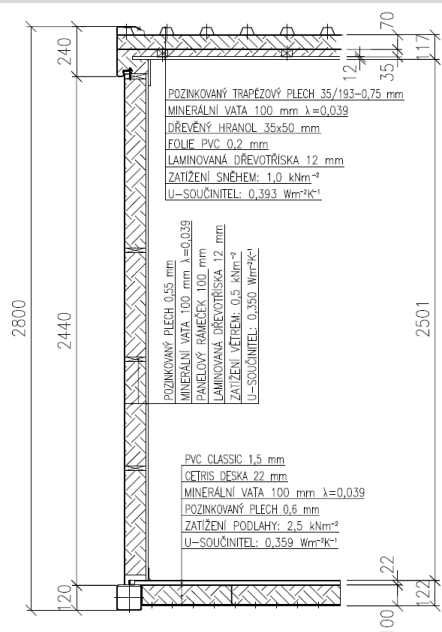 2800
240
2440
120
70
117
35
12
2501
22
122
100
POZINKOVANÝ TRAPÉZOVÝ PLECH 35/193-0,75 mm
MINERÁLNÍ VATA 100 mm λ=0,039
DŘEVĚNÝ HRANOL 35x50 mm
FOLIE PVC 0,2 mm
LAMINOVANÁ DŘEVOTŘÍSKA 12 mm
ZATÍŽENÍ SNĚHEM: 1,0 kNm⁻²
U-SOUČINITEL: 0,393 Wm⁻²K⁻¹
POZINKOVANÝ PLECH 0,55 mm
MINERÁLNÍ VATA 100 mm λ=0,039
PANELOVÝ RÁMEČEK 100 mm
LAMINOVANÁ DŘEVOTŘÍSKA 12 mm
ZATÍŽENÍ VĚTREM: 0,5 kNm⁻²
U-SOUČINITEL: 0,350 Wm⁻²K⁻¹
PVC CLASSIC 1,5 mm
CETRIS DESKA 22 mm
MINERÁLNÍ VATA 100 mm λ=0,039
POZINKOVANÝ PLECH 0,6 mm
ZATÍŽENÍ PODLAHY: 2,5 kNm⁻²
U-SOUČINITEL: 0,359 Wm⁻²K⁻¹